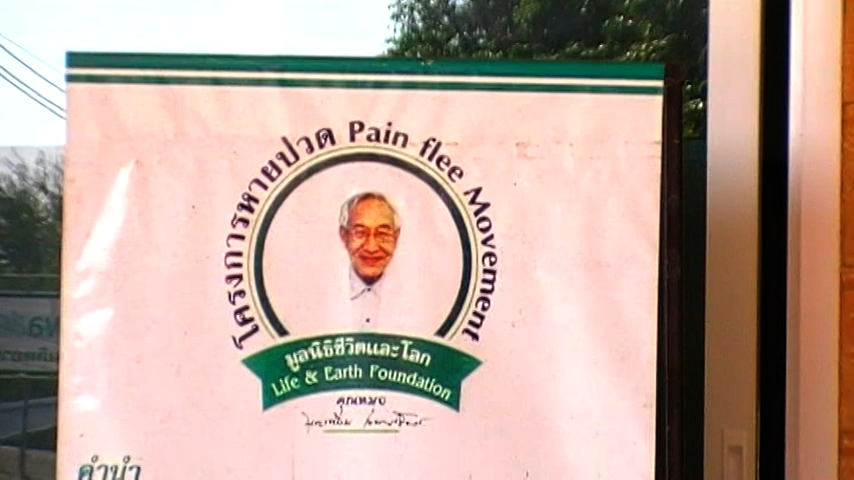 โครงการหายปวด Pain flee Movement
มูลนิธิชีวิตและโลก
Life & Earth Foundation
คุณหมอ
คำนำ